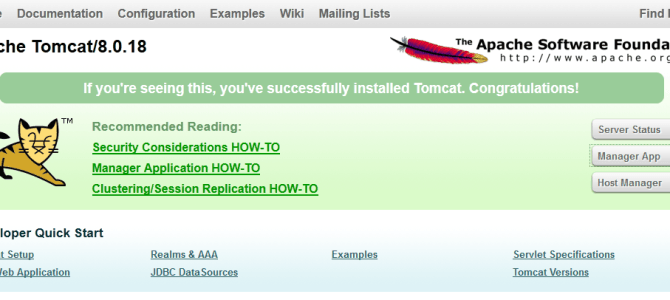 Documentation Configuration Examples Wiki Mailing Lists Find
che Tomcat/8.0.18
The Apache Software Founda
http://www.apache.org
If you're seeing this, you've successfully installed Tomcat. Congratulations!
TM
Recommended Reading:
Security Considerations HOW-TO
Manager Application HOW-TO
Clustering/Session Replication HOW-TO
Server Status
Manager App
Host Manager
loper Quick Start
t Setup Realms & AAA Examples Servlet Specifications
Web Application JDBC DataSources Tomcat Versions